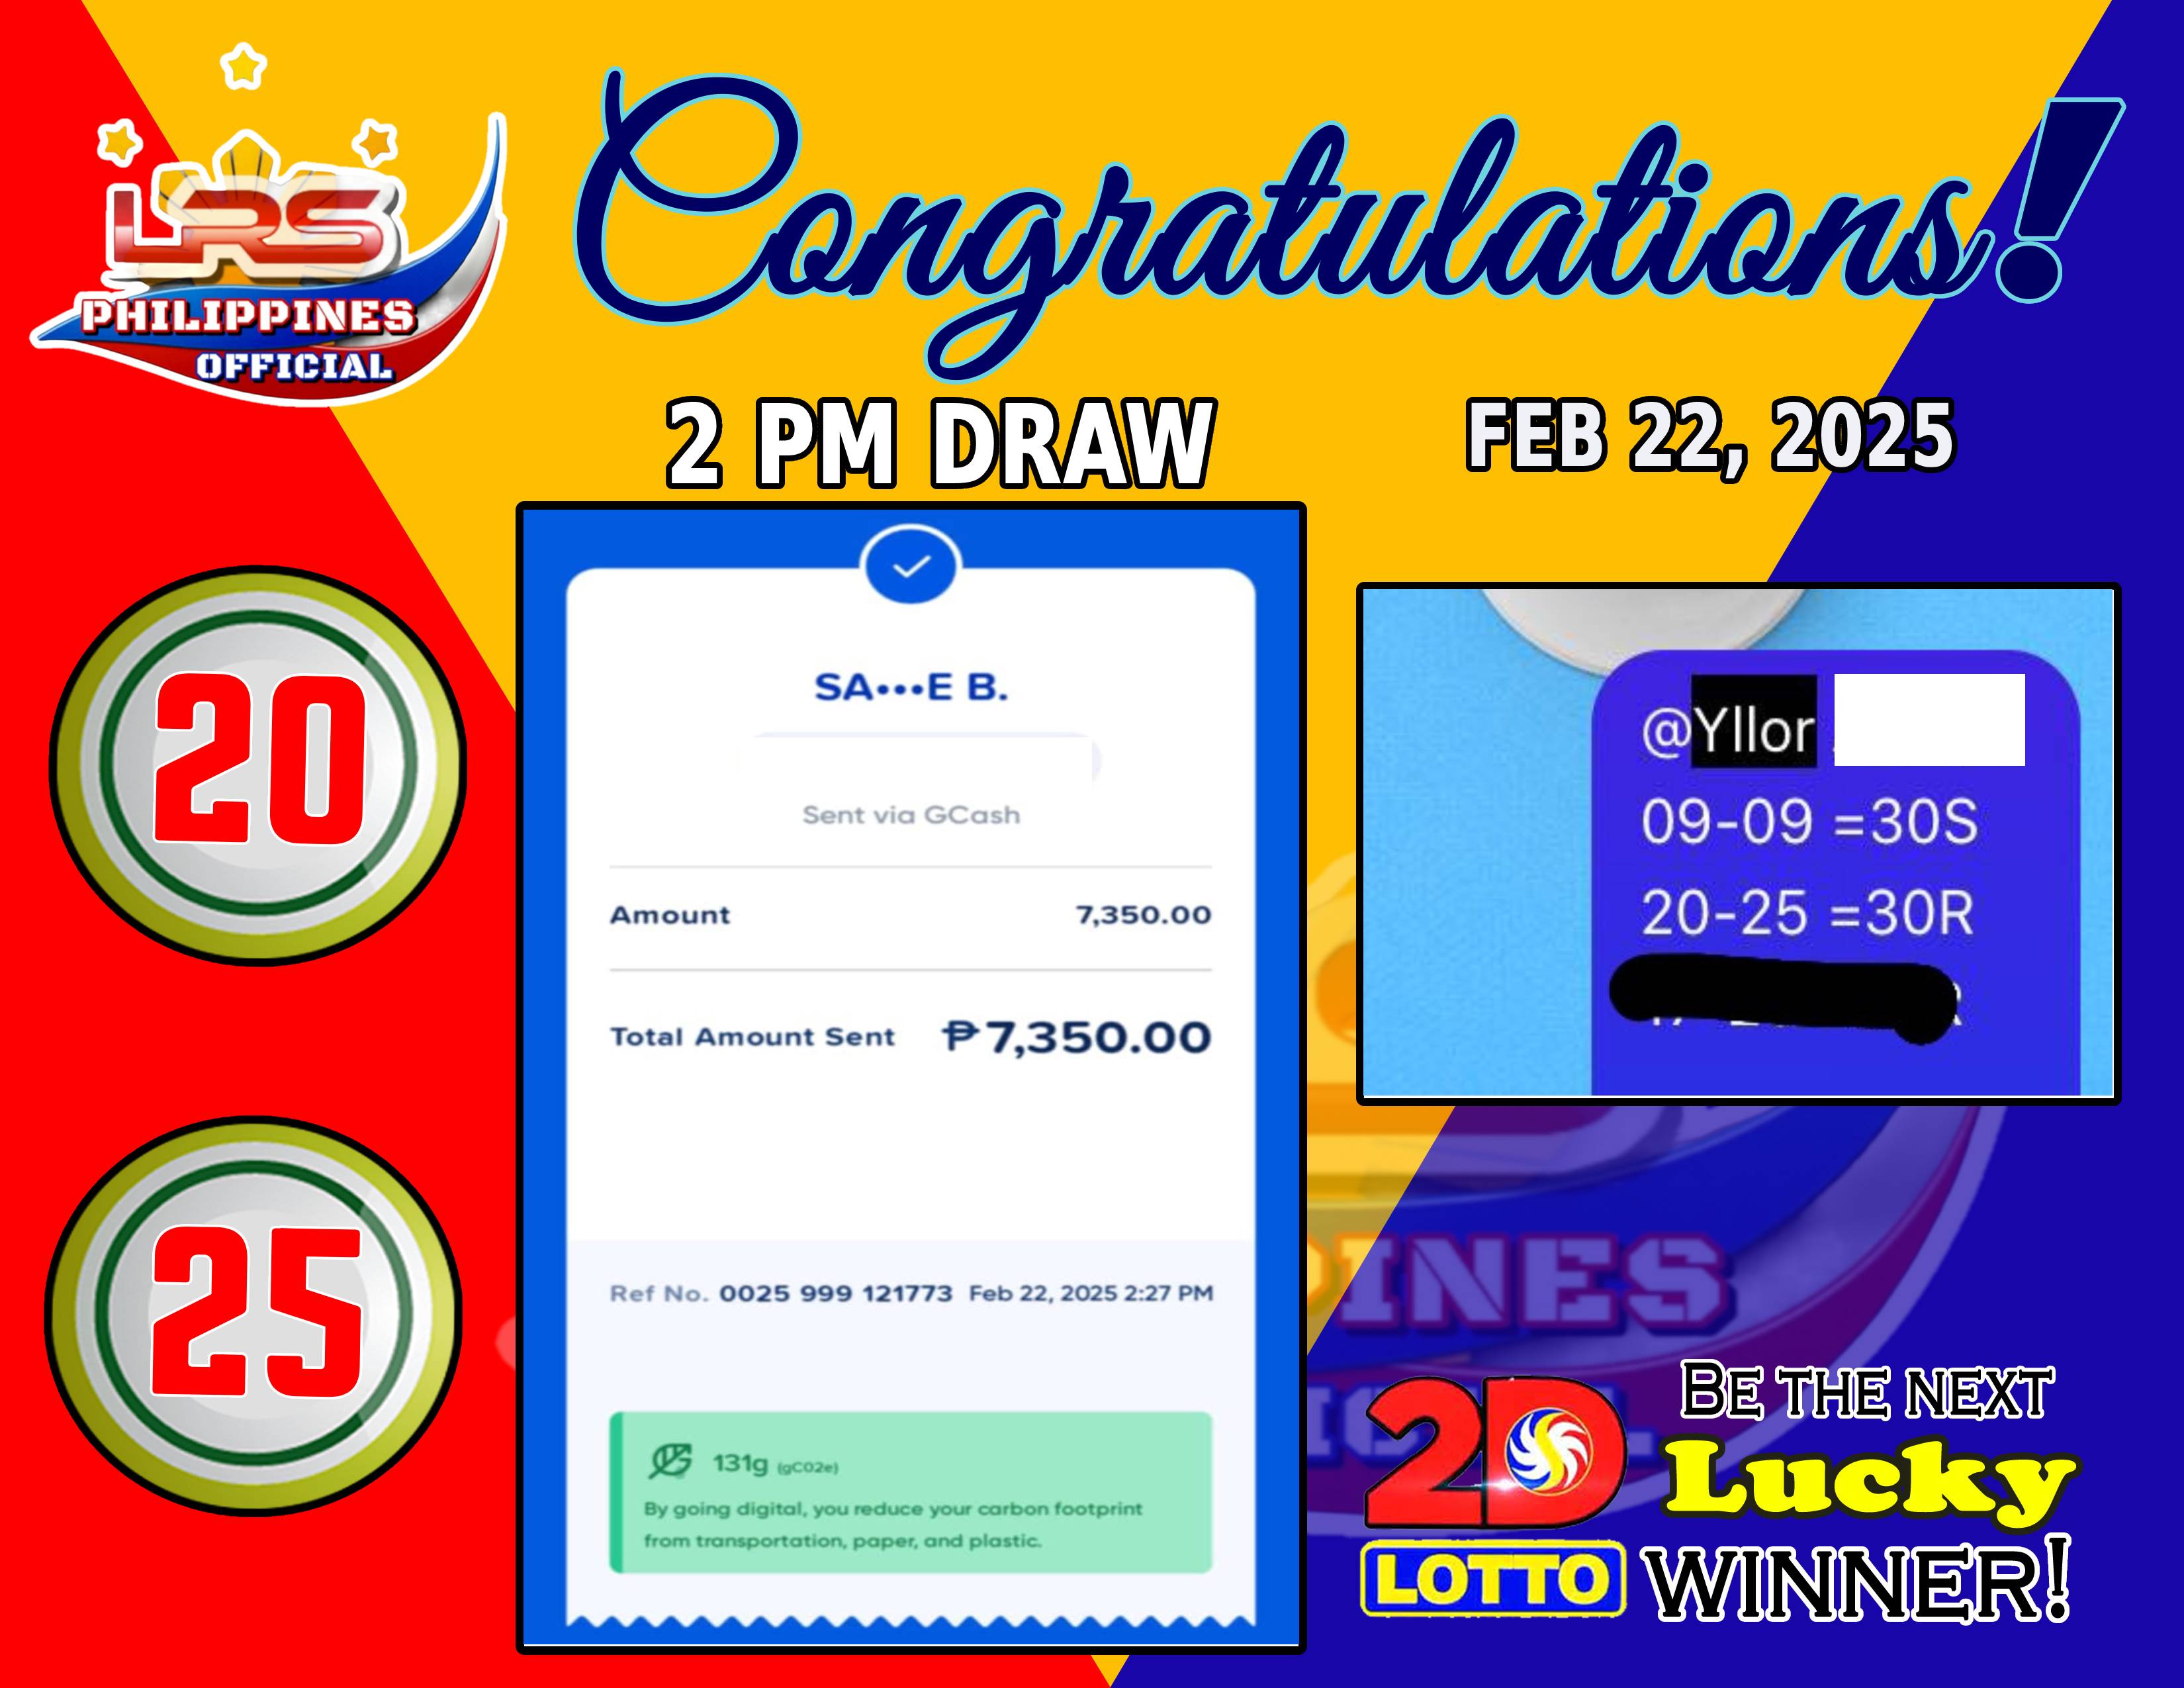 LRS
PHILIPPINES
OFFICIAL
Congratulations!
2 PM DRAW
FEB 22, 2025
20
25
SA•••E B.
Sent via GCash
Amount 7,350.00
Total Amount Sent ₱7,350.00
Ref No. 0025 999 121773 Feb 22, 2025 2:27 PM
131g (gCO2e)
By going digital, you reduce your carbon footprint
from transportation, paper, and plastic.
@Yllor
09-09 =30S
20-25 =30R
PINES
2D
LOTTO
BE THE NEXT
Lucky
WINNER!